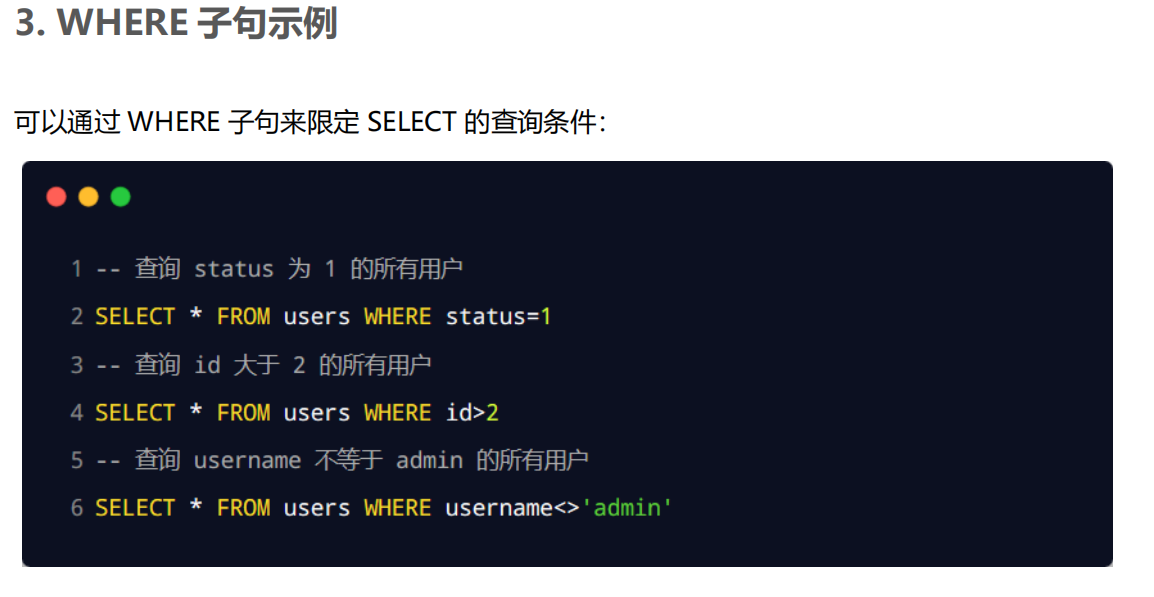 3. WHERE 子句示例
可以通过 WHERE 子句来限定 SELECT 的查询条件：
1 -- 查询 status 为 1 的所有用户
2 SELECT * FROM users WHERE status=1
3 -- 查询 id 大于 2 的所有用户
4 SELECT * FROM users WHERE id>2
5 -- 查询 username 不等于 admin 的所有用户
6 SELECT * FROM users WHERE username<>'admin'